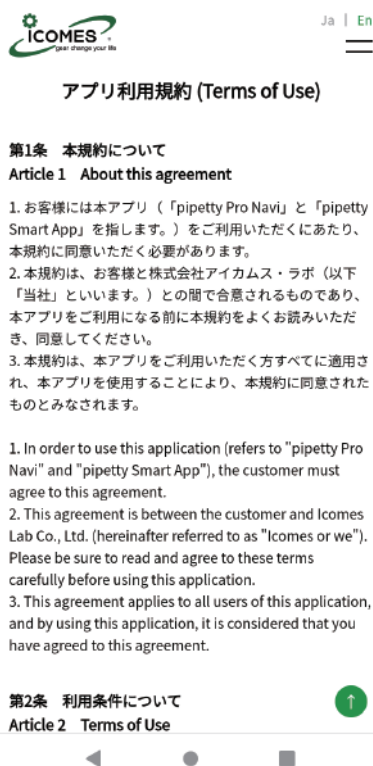 ICOMES
gear change your life
Ja | En
アプリ利用規約 (Terms of Use)
第1条　本規約について
Article 1　About this agreement
1. お客様には本アプリ（「pipetty Pro Navi」と「pipetty
Smart App」を指します。）をご利用いただくにあたり、
本規約に同意いただく必要があります。
2. 本規約は、お客様と株式会社アイカムス・ラボ（以下
「当社」といいます。）との間で合意されるものであり、
本アプリをご利用になる前に本規約をよくお読みいただ
き、同意してください。
3. 本規約は、本アプリをご利用いただく方すべてに適用さ
れ、本アプリを使用することにより、本規約に同意された
ものとみなされます。
1. In order to use this application (refers to "pipetty Pro
Navi" and "pipetty Smart App"), the customer must
agree to this agreement.
2. This agreement is between the customer and Icomes
Lab Co., Ltd. (hereinafter referred to as "Icomes or we").
Please be sure to read and agree to these terms
carefully before using this application.
3. This agreement applies to all users of this application,
and by using this application, it is considered that you
have agreed to this agreement.
第2条　利用条件について
Article 2　Terms of Use